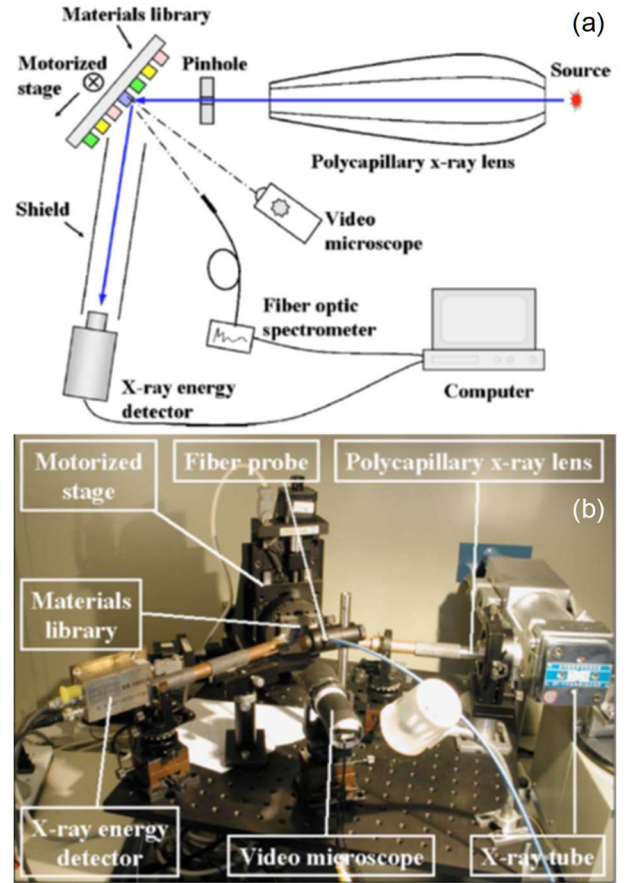 Materials library
(a)
Motorized
stage
Pinhole
Source
Polycapillary x-ray lens
Shield
Video
microscope
Fiber optic
spectrometer
X-ray energy
detector
Computer
Motorized
stage
Fiber probe
Polycapillary x-ray lens
(b)
Materials
library
X-ray energy
detector
Video microscope
X-ray tube